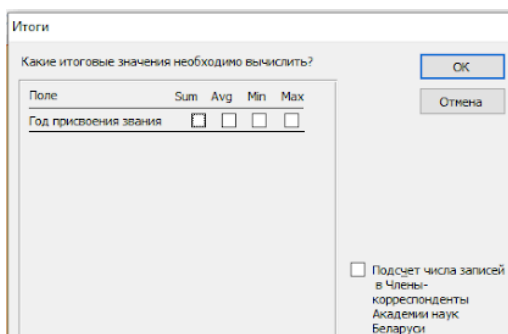 Итоги
Какие итоговые значения необходимо вычислить?
ОК
Отмена
Поле Sum Avg Min Max
Год присвоения звания
Подсчет числа записей
в Члены-
корреспонденты
Академии наук
Беларуси